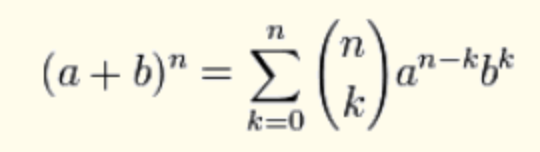 $(a+b)^n = \sum_{k=0}^{n} \binom{n}{k} a^{n-k} b^k$